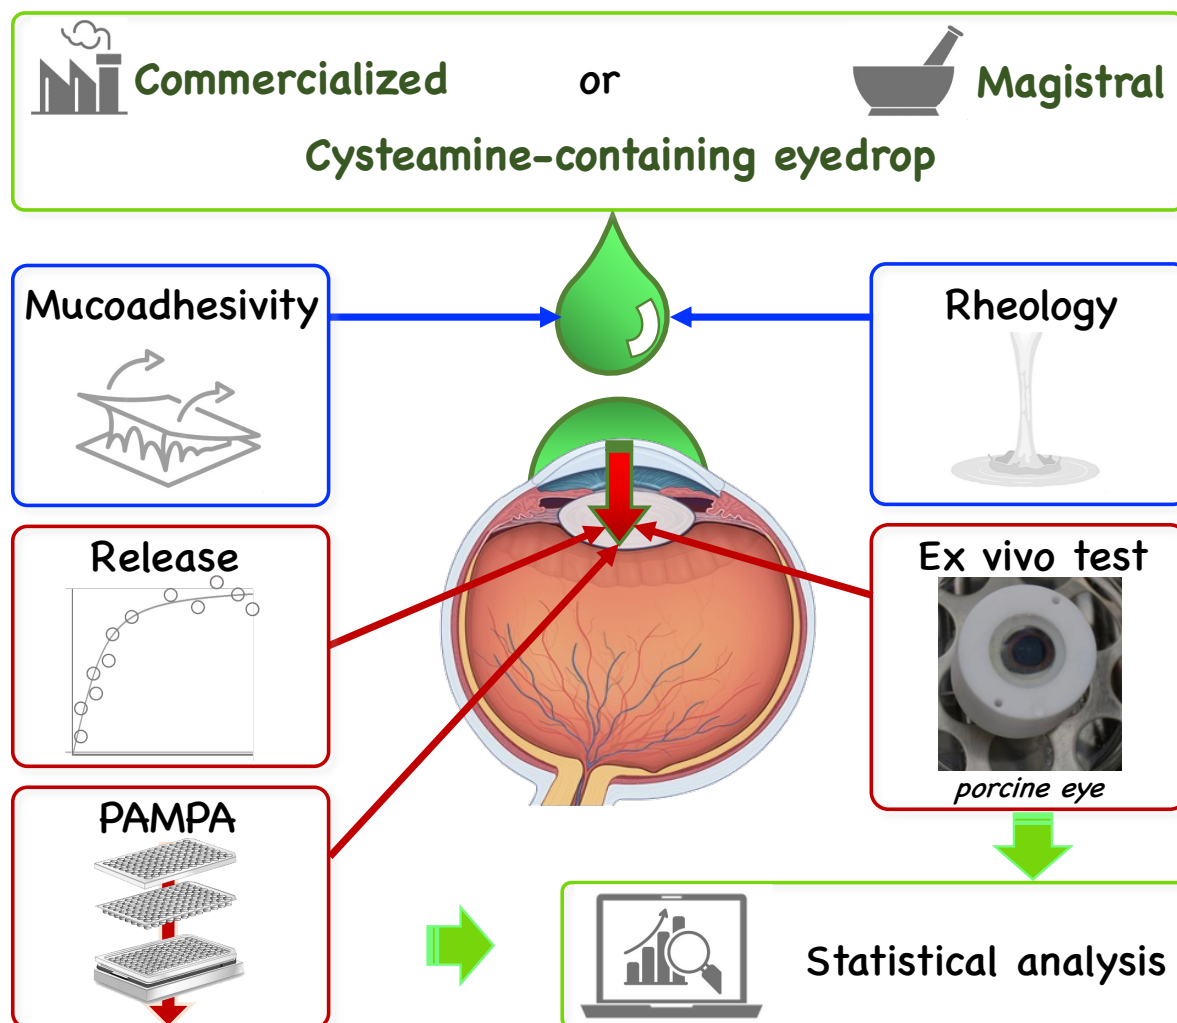 Commercialized or Magistral
Cysteamine-containing eyedrop
Mucoadhesivity
Rheology
Release
Ex vivo test
porcine eye
PAMPA
Statistical analysis